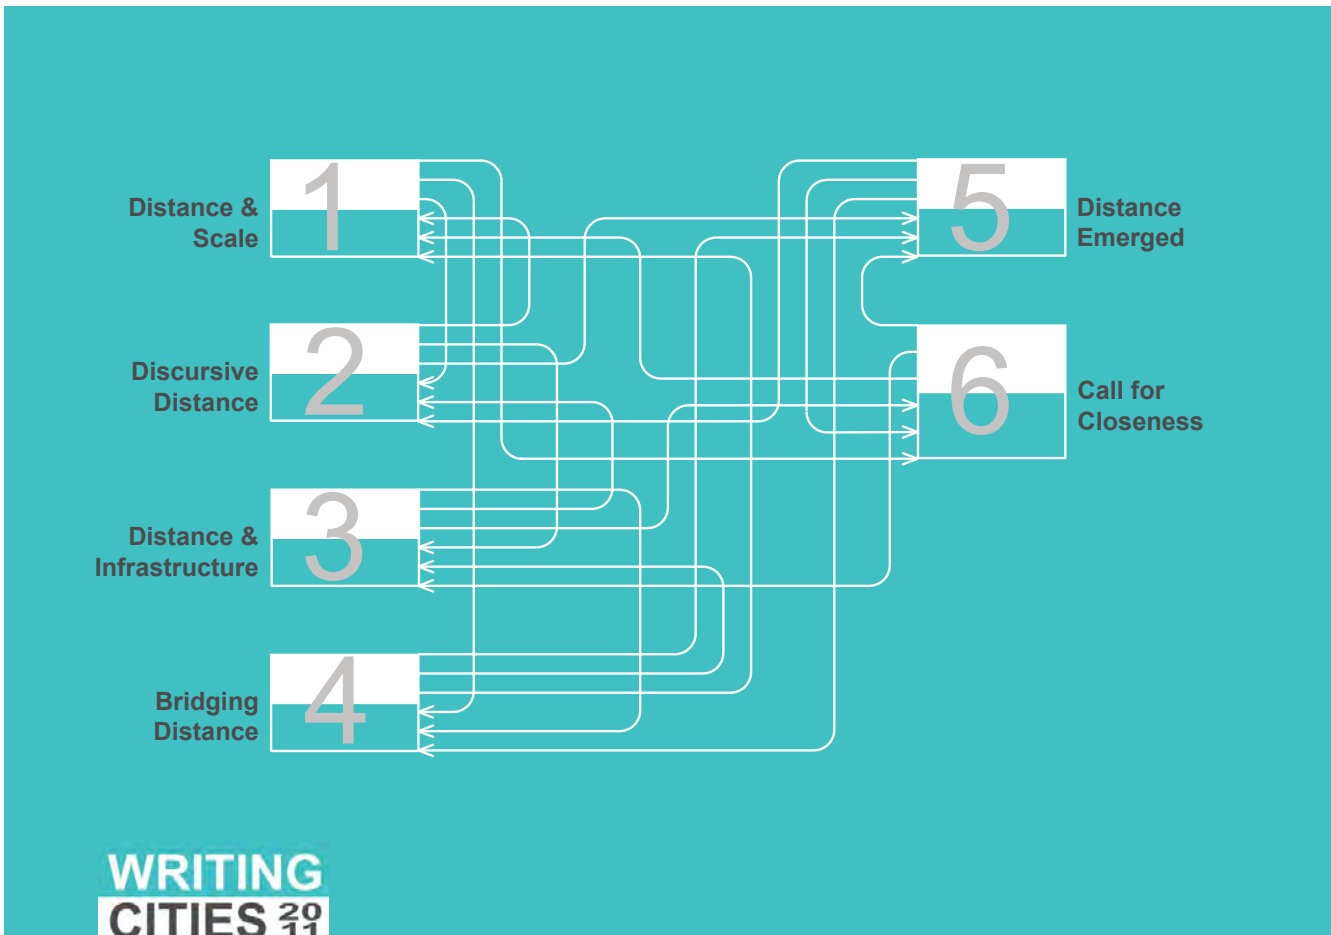 1
Distance &
Scale
2
Discursive
Distance
3
Distance &
Infrastructure
4
Bridging
Distance
5
Distance
Emerged
6
Call for
Closeness
WRITING
CITIES 2011